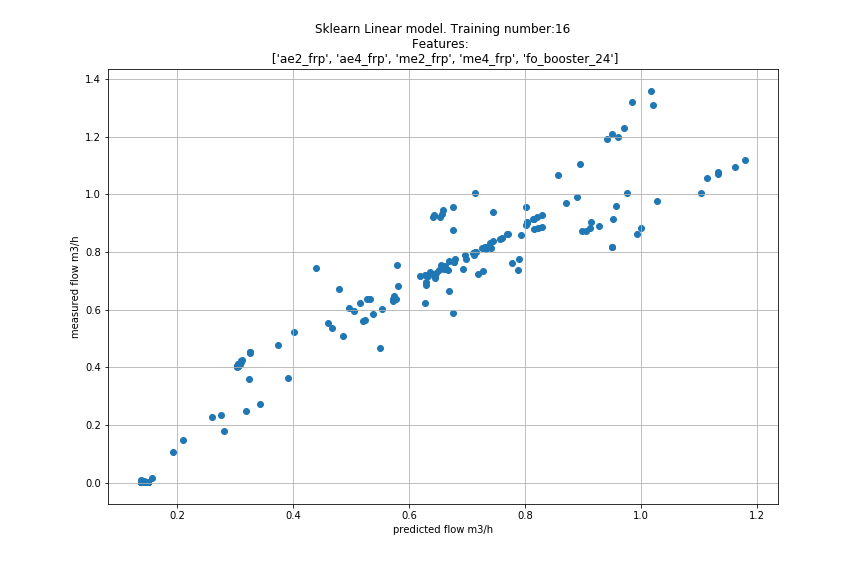 Sklearn Linear model. Training number:16
Features:
['ae2_frp', 'ae4_frp', 'me2_frp', 'me4_frp', 'fo_booster_24']
1.4
1.2
1.0
0.8
0.6
0.4
0.2
0.0
measured flow m3/h
0.2 0.4 0.6 0.8 1.0 1.2
predicted flow m3/h